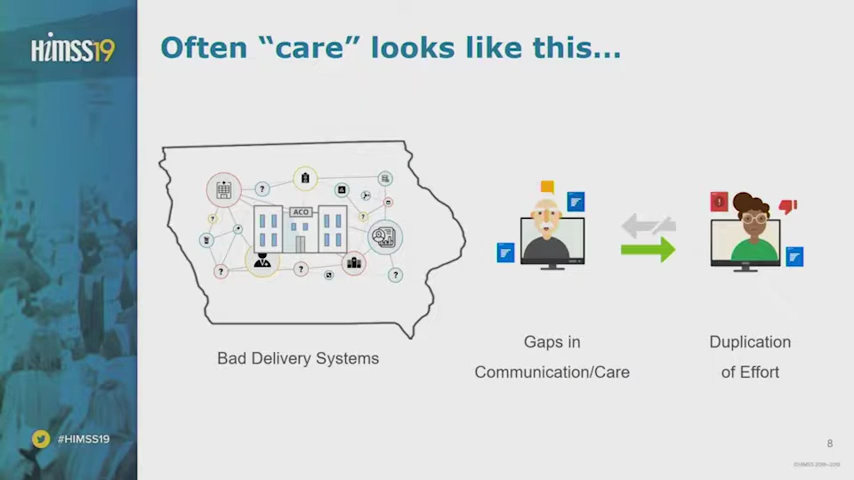 HiMSS19
Often “care” looks like this...
?
?
?
ACO
?
?
?
?
Bad Delivery Systems
Gaps in
Communication/Care
Duplication
of Effort
#HIMSS19
8